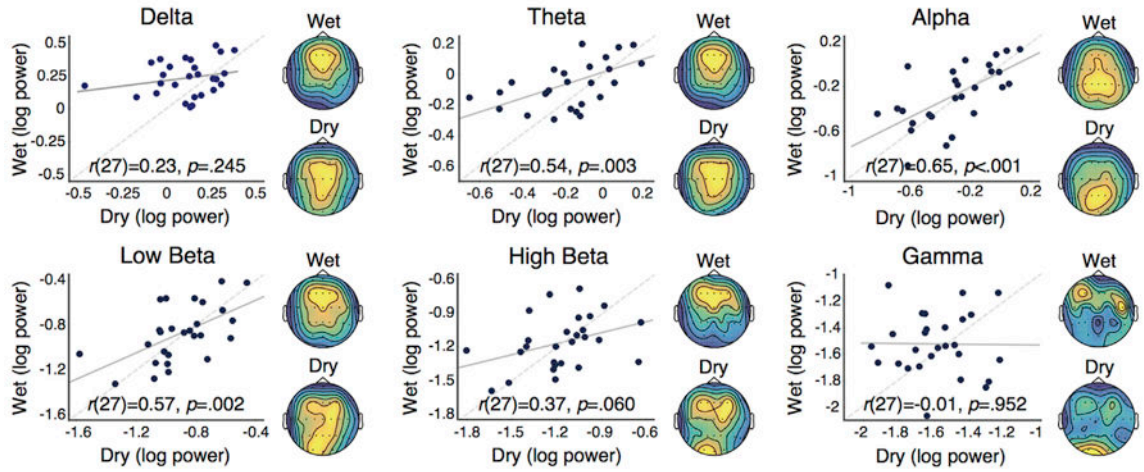 Delta
Wet
Wet (log power)
0.5
0.25
0
-0.25
-0.5
r(27)=0.23, p=.245
-0.5
0
0.5
Dry (log power)
Dry
Theta
Wet
Wet (log power)
0.2
0
-0.2
-0.4
-0.6
r(27)=0.54, p=.003
-0.6
-0.4
-0.2
0
0.2
Dry (log power)
Dry
Alpha
Wet
Wet (log power)
0.2
-0.2
-0.6
-1
r(27)=0.65, p<.001
-1
-0.6
-0.2
0.2
Dry (log power)
Dry
Low Beta
Wet
Wet (log power)
-0.4
-0.8
-1.2
-1.6
r(27)=0.57, p=.002
-1.6
-1.2
-0.8
-0.4
Dry (log power)
Dry
High Beta
Wet
Wet (log power)
-0.6
-0.9
-1.2
-1.5
-1.8
r(27)=0.37, p=.060
-1.8
-1.5
-1.2
-0.9
-0.6
Dry (log power)
Dry
Gamma
Wet
Wet (log power)
-1
-1.2
-1.4
-1.6
-1.8
-2
r(27)=-0.01, p=.952
-2
-1.8
-1.6
-1.4
-1.2
-1
Dry (log power)
Dry